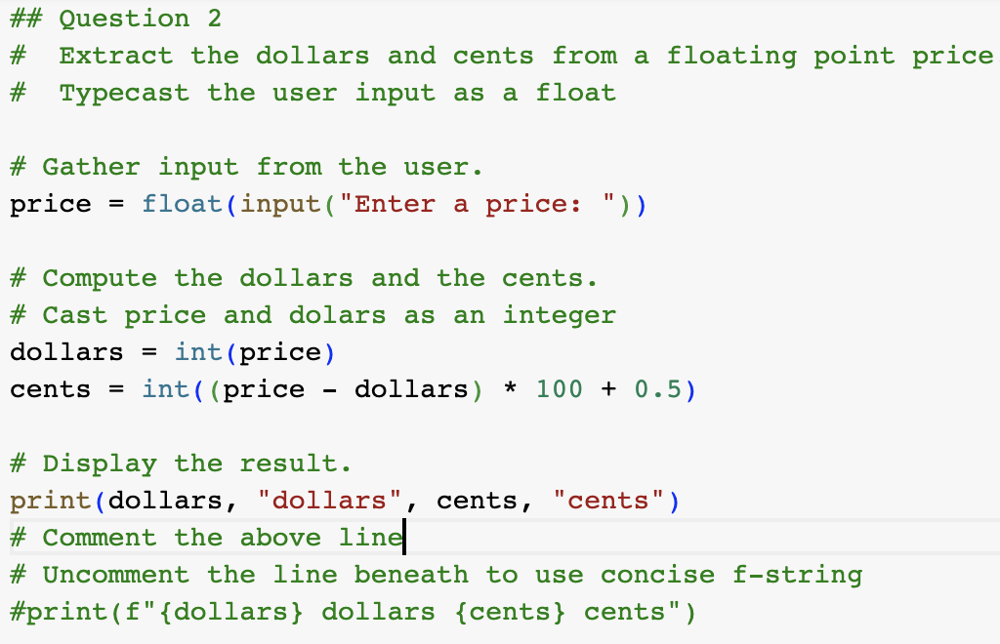 ## Question 2
#  Extract the dollars and cents from a floating point price
#  Typecast the user input as a float
# Gather input from the user.
price = float(input("Enter a price: "))
# Compute the dollars and the cents.
# Cast price and dolars as an integer
dollars = int(price)
cents = int((price - dollars) * 100 + 0.5)
# Display the result.
print(dollars, "dollars", cents, "cents")
# Comment the above line
# Uncomment the line beneath to use concise f-string
#print(f"{dollars} dollars {cents} cents")